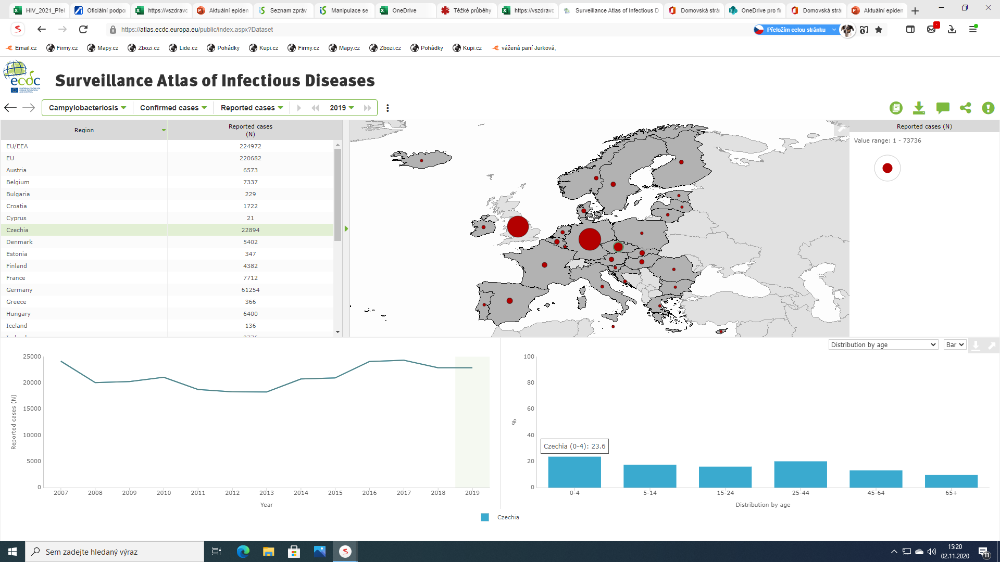 HIV_2021_Přel
Oficiální podpor
https://vszdravc
Aktuální epiden
Seznam zpráv
Manipulace se
OneDrive
Těžké průběhy
https://vszdravc
Surveillance Atlas of Infectious D
Domovská strán
OneDrive pro fir
Domovská strán
Aktuální epiden
https://atlas.ecdc.europa.eu/public/index.aspx?Dataset
Přeložím celou stránku
Email.cz
Firmy.cz
Mapy.cz
Zbozi.cz
Lide.cz
Pohádky
Kupi.cz
Firmy.cz
Mapy.cz
Zbozi.cz
Pohádky
Kupi.cz
vážená paní Jurková,
ecdc
Surveillance Atlas of Infectious Diseases
Campylobacteriosis
Confirmed cases
Reported cases
2019
Region
Reported cases
(N)
EU/EEA 224972
EU 220682
Austria 6573
Belgium 7337
Bulgaria 229
Croatia 1722
Cyprus 21
Czechia 22894
Denmark 5402
Estonia 347
Finland 4382
France 7712
Germany 61254
Greece 366
Hungary 6400
Iceland 136
Reported cases (N)
Value range: 1 - 73736
25000
20000
15000
10000
5000
0
Reported cases (N)
2007 2008 2009 2010 2011 2012 2013 2014 2015 2016 2017 2018 2019
Year
Distribution by age
Bar
100
80
60
40
20
0
%
Czechia (0-4): 23.6
0-4 5-14 15-24 25-44 45-64 65+
Distribution by age
Czechia
Sem zadejte hledaný výraz
15:20
02.11.2020
11